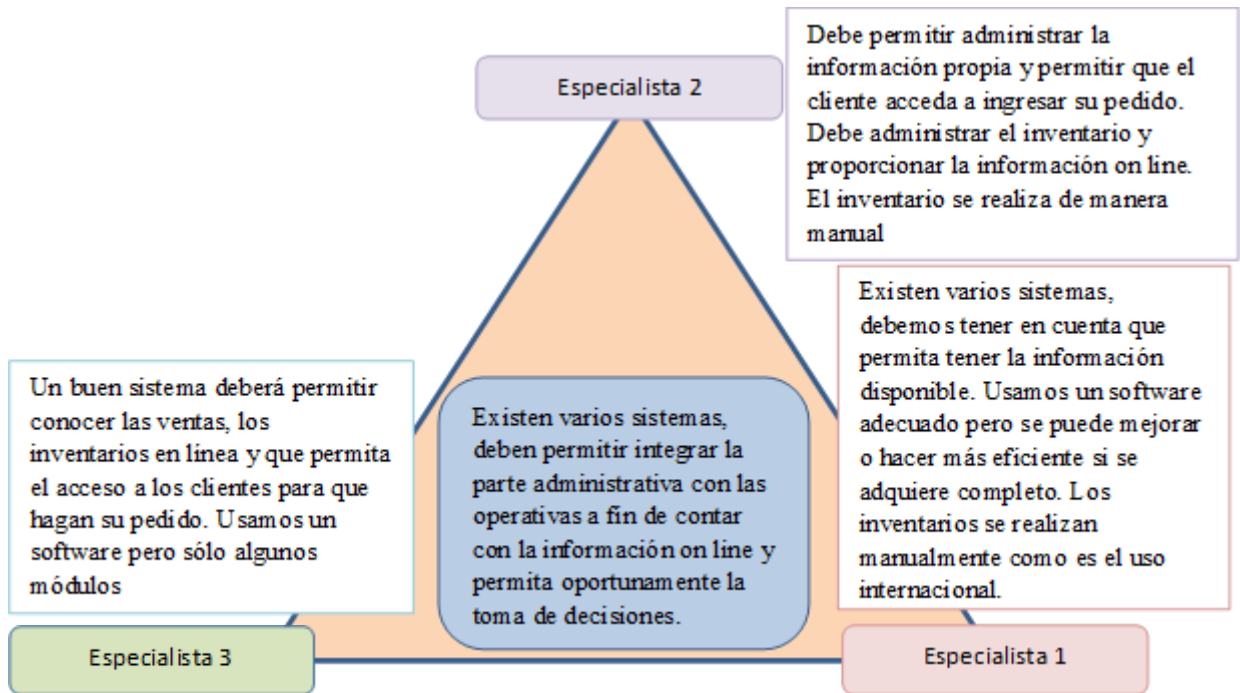 Especialista 2
Debe permitir administrar la
información propia y permitir que el
cliente acceda a ingresar su pedido.
Debe administrar el inventario y
proporcionar la información on line.
El inventario se realiza de manera
manual
Existen varios sistemas,
debemos tener en cuenta que
permita tener la información
disponible. Usamos un software
adecuado pero se puede mejorar
o hacer más eficiente si se
adquiere completo. Los
inventarios se realizan
manualmente como es el uso
internacional.
Un buen sistema deberá permitir
conocer las ventas, los
inventarios en línea y que permita
el acceso a los clientes para que
hagan su pedido. Usamos un
software pero sólo algunos
módulos
Existen varios sistemas,
deben permitir integrar la
parte administrativa con las
operativas a fín de contar
con la información on line y
permita oportunamente la
toma de decisiones.
Especialista 3
Especialista 1